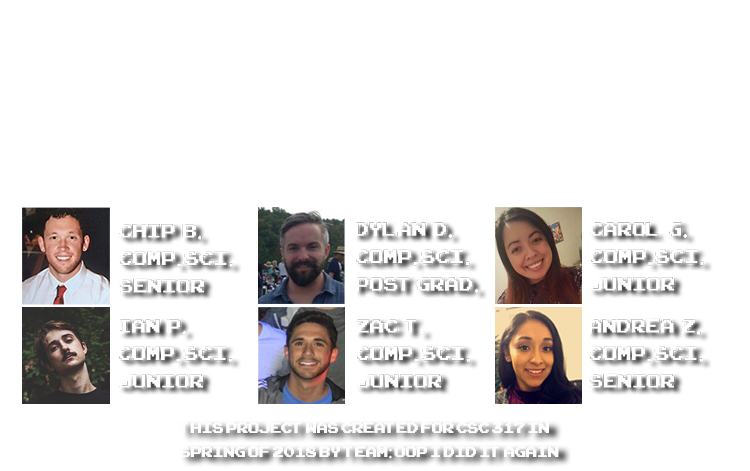 CHIP B.
COMP.SCI.
SENIOR
DYLAN D.
COMP.SCI.
POST GRAD.
CAROL G.
COMP.SCI.
JUNIOR
IAN P.
COMP.SCI.
JUNIOR
ZAC T.
COMP.SCI.
JUNIOR
ANDREA Z.
COMP.SCI.
SENIOR
THIS PROJECT WAS CREATED FOR CSC 317 IN
SPRING OF 2018 BY TEAM: OOP I DID IT AGAIN